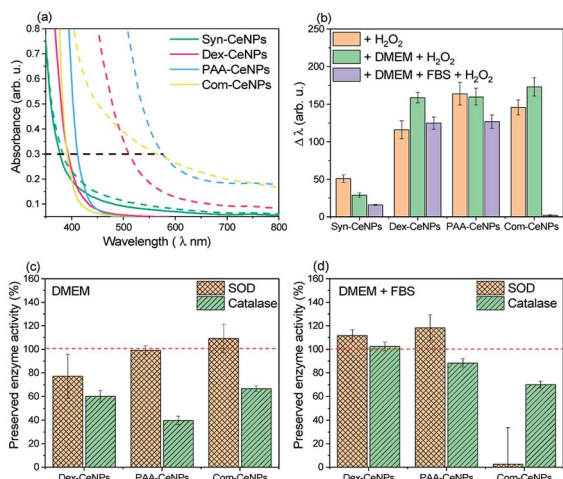 (a)
Syn-CeNPs
Dex-CeNPs
PAA-CeNPs
Com-CeNPs
Absorbance (arb. u.)
0.8
0.7
0.6
0.5
0.4
0.3
0.2
0.1
400 500 600 700 800
Wavelength ( λ nm)
(b)
+ H₂O₂
+ DMEM + H₂O₂
+ DMEM + FBS + H₂O₂
Δ λ (arb. u.)
250
200
150
100
50
0
Syn-CeNPs Dex-CeNPs PAA-CeNPs Com-CeNPs
(c) DMEM
SOD
Catalase
Preserved enzyme activity (%)
160
140
120
100
80
60
40
20
0
Dex-CeNPs PAA-CeNPs Com-CeNPs
(d) DMEM + FBS
SOD
Catalase
Preserved enzyme activity (%)
160
140
120
100
80
60
40
20
0
Dex-CeNPs PAA-CeNPs Com-CeNPs